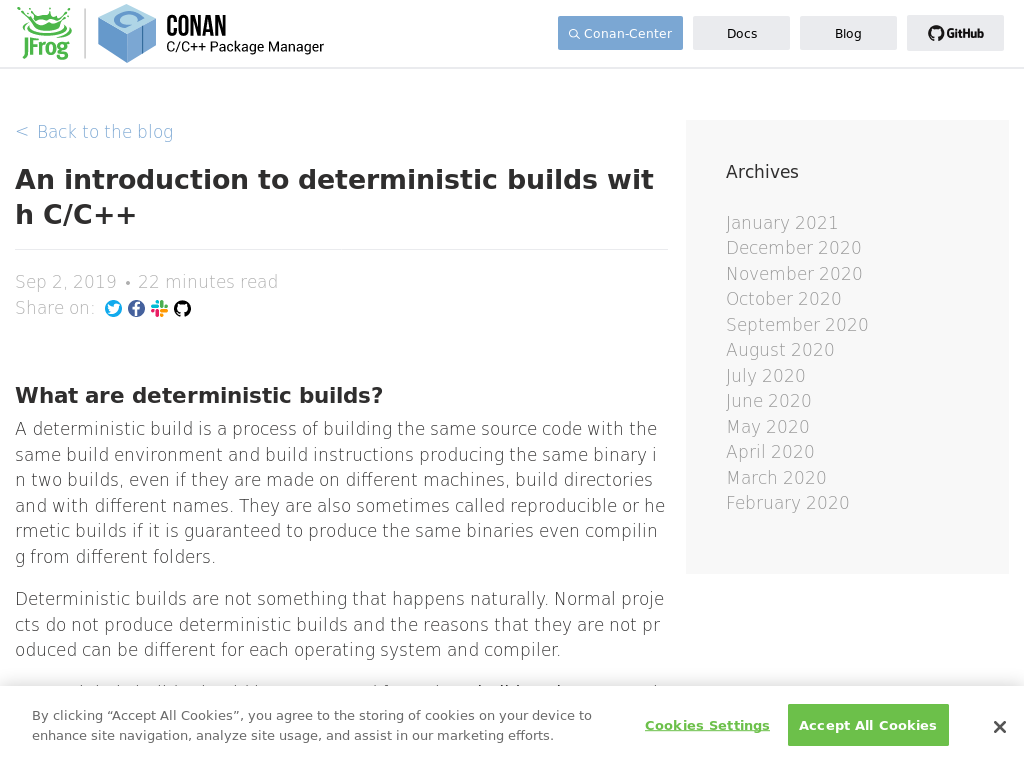 JFrog
CONAN
C/C++ Package Manager
Conan-Center
Docs
Blog
GitHub
< Back to the blog
An introduction to deterministic builds wit
h C/C++
Sep 2, 2019 • 22 minutes read
Share on:
What are deterministic builds?
A deterministic build is a process of building the same source code with the
same build environment and build instructions producing the same binary i
n two builds, even if they are made on different machines, build directories
and with different names. They are also sometimes called reproducible or he
rmetic builds if it is guaranteed to produce the same binaries even compilin
g from different folders.
Deterministic builds are not something that happens naturally. Normal proje
cts do not produce deterministic builds and the reasons that they are not pr
oduced can be different for each operating system and compiler.
Archives
January 2021
December 2020
November 2020
October 2020
September 2020
August 2020
July 2020
June 2020
May 2020
April 2020
March 2020
February 2020
By clicking “Accept All Cookies”, you agree to the storing of cookies on your device to
enhance site navigation, analyze site usage, and assist in our marketing efforts.
Cookies Settings
Accept All Cookies